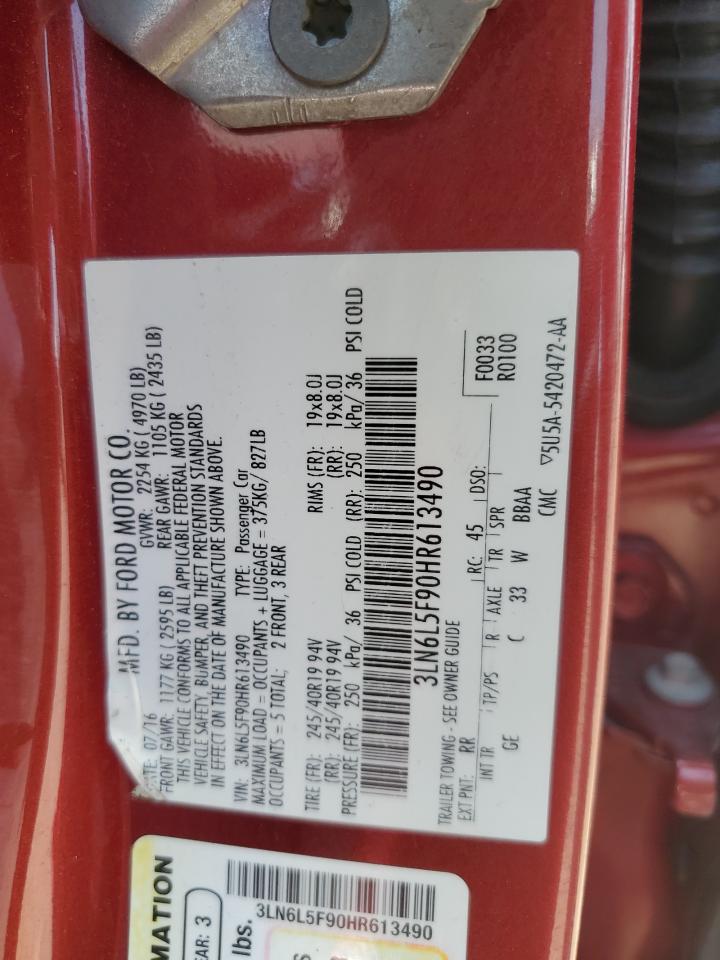 MFD. BY FORD MOTOR CO.
DATE: 07/16 GVWR: 2254 KG ( 4970 LB)
FRONT GAWR: 1177 KG ( 2595 LB) REAR GAWR: 1105 KG ( 2435 LB)
THIS VEHICLE CONFORMS TO ALL APPLICABLE FEDERAL MOTOR
VEHICLE SAFETY, BUMPER, AND THEFT PREVENTION STANDARDS
IN EFFECT ON THE DATE OF MANUFACTURE SHOWN ABOVE.
VIN: 3LN6L5F90HR613490 TYPE: Passenger Car
MAXIMUM LOAD = OCCUPANTS + LUGGAGE = 375KG/ 827LB
OCCUPANTS = 5 TOTAL: 2 FRONT, 3 REAR
TIRE (FR): 245/40R19 94V RIMS (FR): 19x8.0J
(RR): 245/40R19 94V (RR): 19x8.0J
PRESSURE (FR): 250 kPa/ 36 PSI COLD (RR): 250 kPa/ 36 PSI COLD
3LN6L5F90HR613490
TRAILER TOWING - SEE OWNER GUIDE
EXT PNT: RR RC: 45 DSO: F0033
R0100
INT TR TP/PS R AXLE TR SPR
GE C 33 W BBAA
CMC ▽5U5A-5420472-AA
MATION
EAR: 3
lbs.
3LN6L5F90HR613490